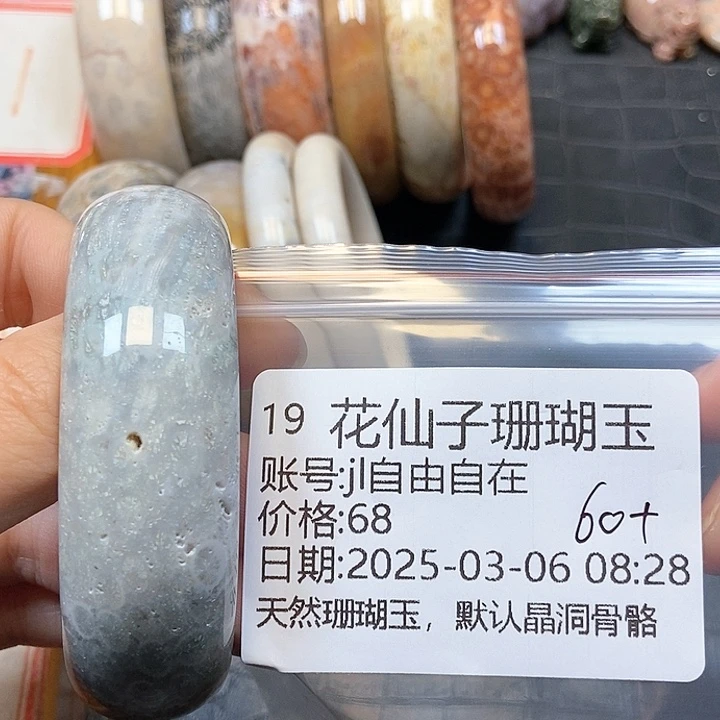 19 花仙子珊瑚玉
账号:jl自由自在
价格:68
60+
日期:2025-03-06 08:28
天然珊瑚玉，默认晶洞骨骼